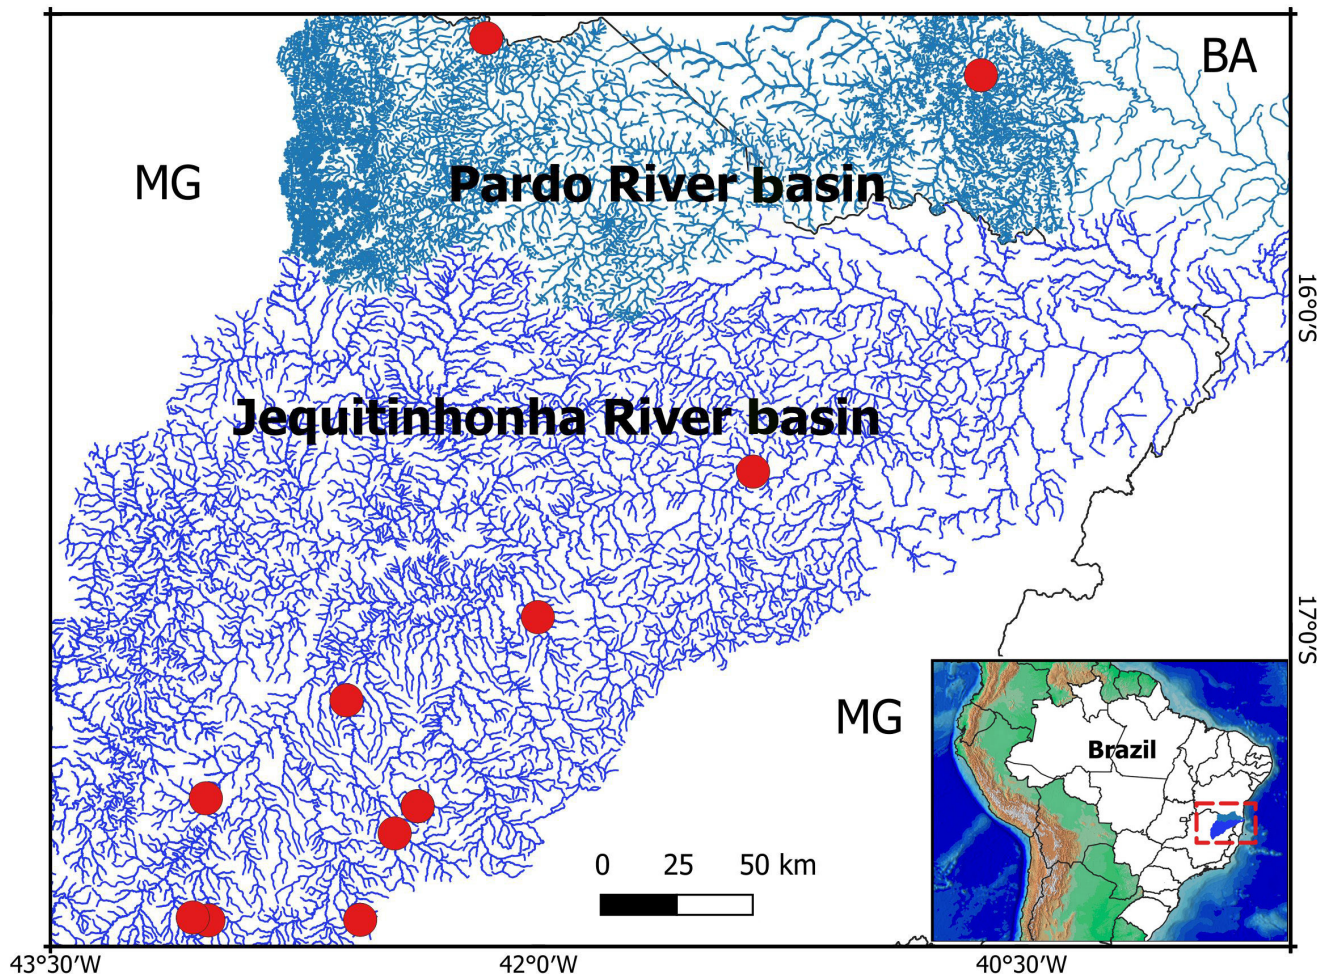 BA
MG
Pardo River basin
16°0'S
Jequitinhonha River basin
17°0'S
MG
Brazil
0 25 50 km
43°30'W 42°0'W 40°30'W